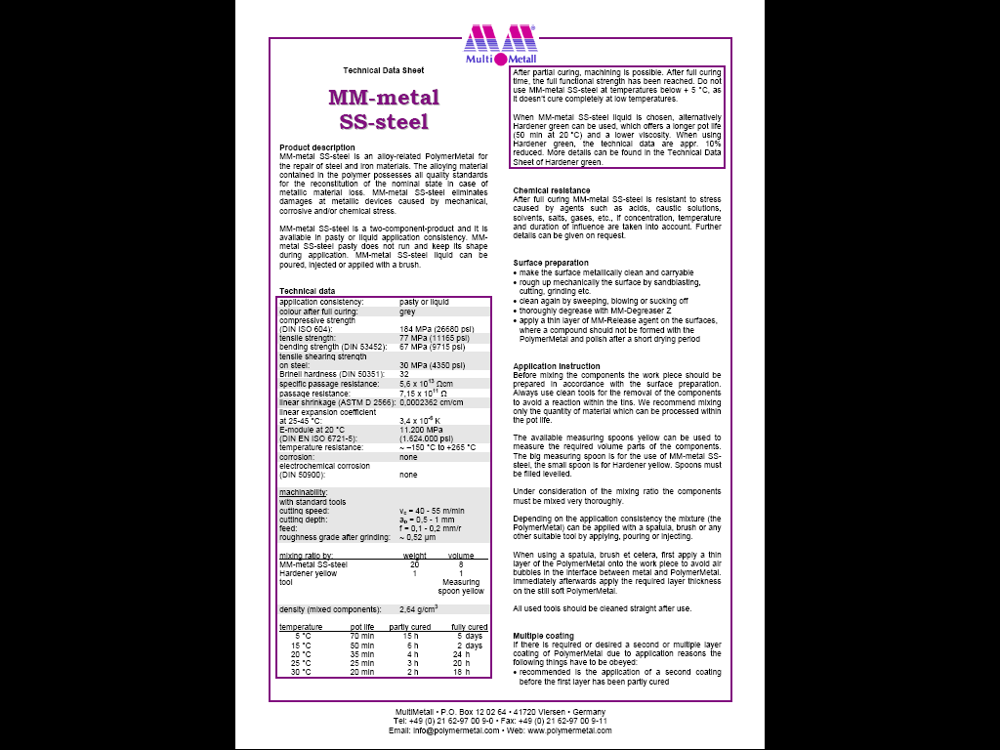 Multi Metall
Technical Data Sheet
MM-metal
SS-steel
Product description
MM-metal SS-steel is an alloy-related PolymerMetal for
the repair of steel and iron materials. The alloying material
contained in the polymer possesses all quality standards
for the reconstitution of the nominal state in case of
metallic material loss. MM-metal SS-steel eliminates
damages at metallic devices caused by mechanical,
corrosive and/or chemical stress.
MM-metal SS-steel is a two-component-product and it is
available in pasty or liquid application consistency. MM-
metal SS-steel pasty does not run and keep its shape
during application. MM-metal SS-steel liquid can be
poured, injected or applied with a brush.
Technical data
application consistency: pasty or liquid
colour after full curing: grey
compressive strength
(DIN ISO 604): 184 MPa (26680 psi)
tensile strength: 77 MPa (11165 psi)
bending strength (DIN 53452): 67 MPa (9715 psi)
tensile shearing strength
on steel: 30 MPa (4350 psi)
Brinell hardness (DIN 50351): 32
specific passage resistance: 5,6 x 10¹³ Ωcm
passage resistance: 7,15 x 10¹¹ Ω
linear shrinkage (ASTM D 2566): 0,0002362 cm/cm
linear expansion coefficient
at 25-45 °C: 3,4 x 10⁻⁶ K
E-module at 20 °C 11.200 MPa
(DIN EN ISO 6721-5): (1.624.000 psi)
temperature resistance: ~ –150 °C to +265 °C
corrosion: none
electrochemical corrosion
(DIN 50900): none
machinability:
with standard tools
cutting speed: vc = 40 - 55 m/min
cutting depth: ap = 0,5 - 1 mm
feed: f = 0,1 - 0,2 mm/r
roughness grade after grinding: ~ 0,52 µm
mixing ratio by: weight volume
MM-metal SS-steel 20 8
Hardener yellow 1 1
tool Measuring
spoon yellow
density (mixed components): 2,64 g/cm³
temperature pot life partly cured fully cured
5 °C 70 min 15 h 5 days
15 °C 50 min 6 h 2 days
20 °C 35 min 4 h 24 h
25 °C 25 min 3 h 20 h
30 °C 20 min 2 h 18 h
After partial curing, machining is possible. After full curing
time, the full functional strength has been reached. Do not
use MM-metal SS-steel at temperatures below + 5 °C, as
it doesn't cure completely at low temperatures.
When MM-metal SS-steel liquid is chosen, alternatively
Hardener green can be used, which offers a longer pot life
(50 min at 20 °C) and a lower viscosity. When using
Hardener green, the technical data are appr. 10%
reduced. More details can be found in the Technical Data
Sheet of Hardener green.
Chemical resistance
After full curing MM-metal SS-steel is resistant to stress
caused by agents such as acids, caustic solutions,
solvents, salts, gases, etc., if concentration, temperature
and duration of influence are taken into account. Further
details can be given on request.
Surface preparation
• make the surface metallically clean and carryable
• rough up mechanically the surface by sandblasting,
cutting, grinding etc.
• clean again by sweeping, blowing or sucking off
• thoroughly degrease with MM-Degreaser Z
• apply a thin layer of MM-Release agent on the surfaces,
where a compound should not be formed with the
PolymerMetal and polish after a short drying period
Application instruction
Before mixing the components the work piece should be
prepared in accordance with the surface preparation.
Always use clean tools for the removal of the components
to avoid a reaction within the tins. We recommend mixing
only the quantity of material which can be processed within
the pot life.
The available measuring spoons yellow can be used to
measure the required volume parts of the components.
The big measuring spoon is for the use of MM-metal SS-
steel, the small spoon is for Hardener yellow. Spoons must
be filled levelled.
Under consideration of the mixing ratio the components
must be mixed very thoroughly.
Depending on the application consistency the mixture (the
PolymerMetal) can be applied with a spatula, brush or any
other suitable tool by applying, pouring or injecting.
When using a spatula, brush et cetera, first apply a thin
layer of the PolymerMetal onto the work piece to avoid air
bubbles in the interface between metal and PolymerMetal.
Immediately afterwards apply the required layer thickness
on the still soft PolymerMetal.
All used tools should be cleaned straight after use.
Multiple coating
If there is required or desired a second or multiple layer
coating of PolymerMetal due to application reasons the
following things have to be obeyed:
• recommended is the application of a second coating
before the first layer has been partly cured
MultiMetall • P.O. Box 12 02 64 • 41720 Viersen • Germany
Tel: +49 (0) 21 62-97 00 9-0 • Fax: +49 (0) 21 62-97 00 9-11
Email: info@polymermetal.com • Web: www.polymermetal.com